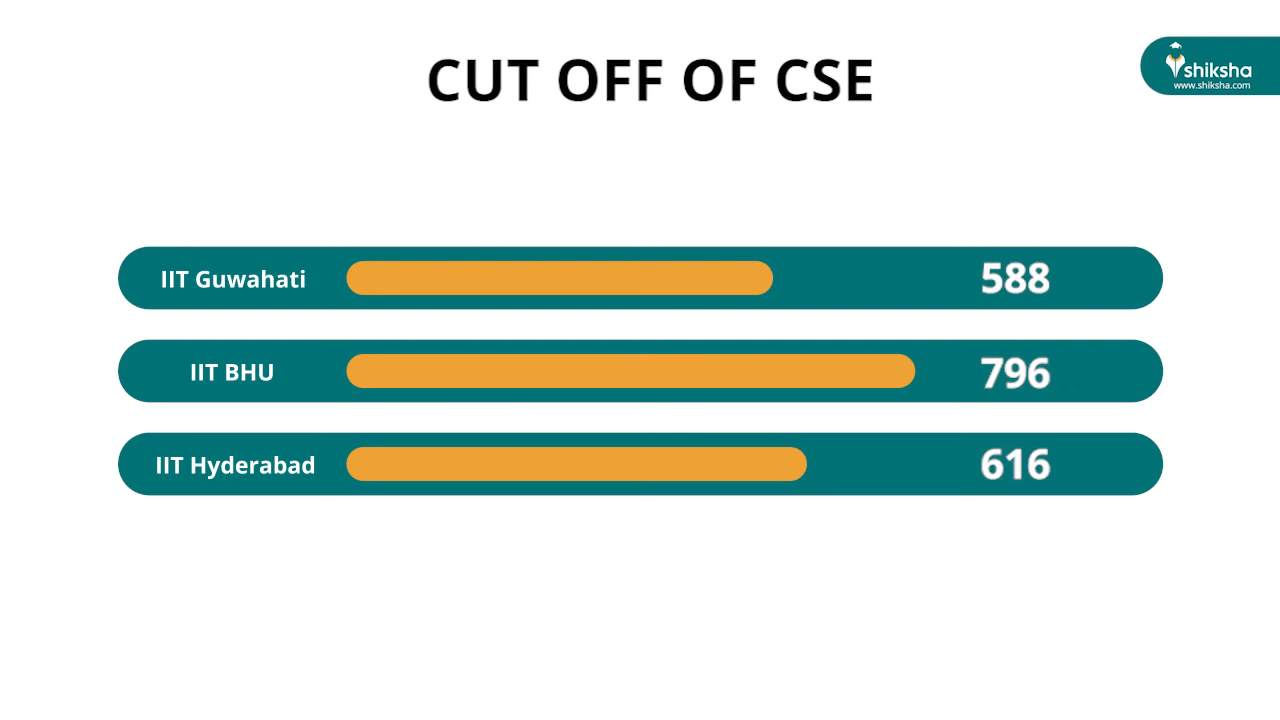 CUT OFF OF CSE
shiksha
www.shiksha.com
IIT Guwahati 588
IIT BHU 796
IIT Hyderabad 616